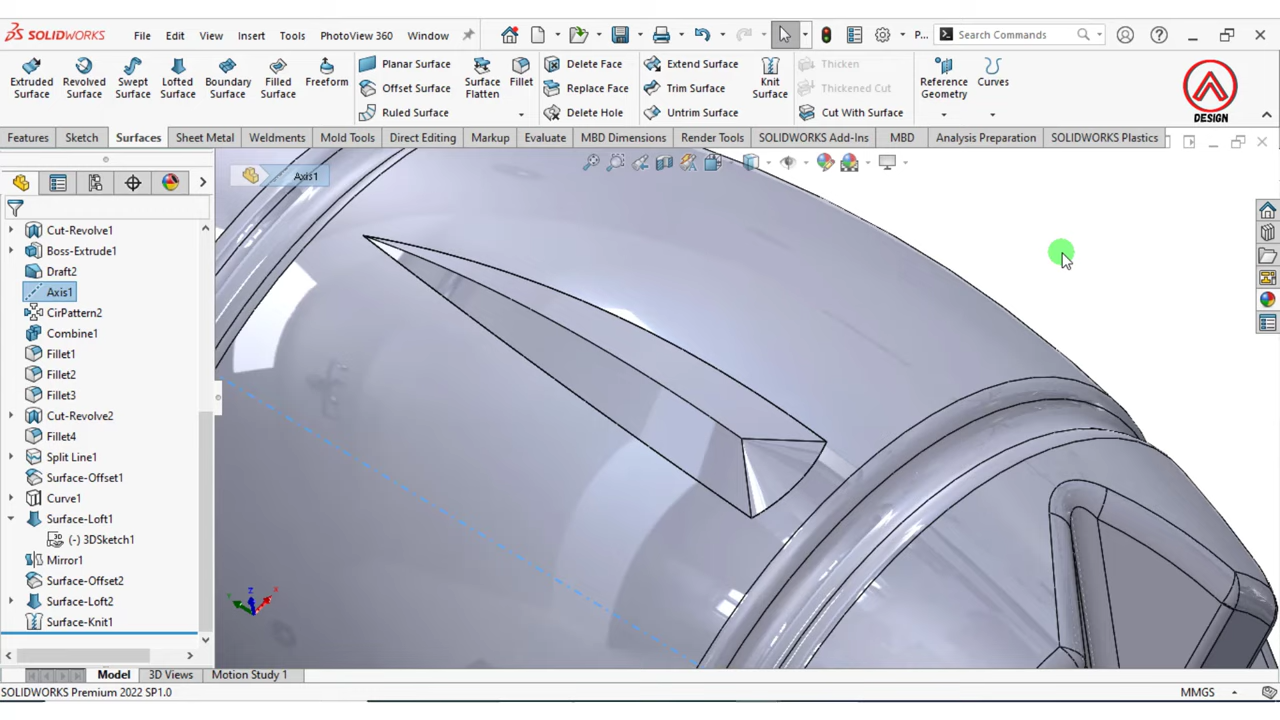 SOLIDWORKS File Edit View Insert Tools PhotoView 360 Window P... Search Commands
Extruded Surface
Revolved Surface
Swept Surface
Lofted Surface
Boundary Surface
Filled Surface
Freeform
Planar Surface
Offset Surface
Ruled Surface
Surface Flatten
Fillet
Delete Face
Replace Face
Delete Hole
Extend Surface
Trim Surface
Untrim Surface
Knit Surface
Thicken
Thickened Cut
Cut With Surface
Reference Geometry
Curves
DESIGN
Features Sketch Surfaces Sheet Metal Weldments Mold Tools Direct Editing Markup Evaluate MBD Dimensions Render Tools SOLIDWORKS Add-Ins MBD Analysis Preparation SOLIDWORKS Plastics
Axis1
Cut-Revolve1
Boss-Extrude1
Draft2
Axis1
CirPattern2
Combine1
Fillet1
Fillet2
Fillet3
Cut-Revolve2
Fillet4
Split Line1
Surface-Offset1
Curve1
Surface-Loft1
(-) 3DSketch1
Mirror1
Surface-Offset2
Surface-Loft2
Surface-Knit1
Model 3D Views Motion Study 1
SOLIDWORKS Premium 2022 SP1.0 MMGS